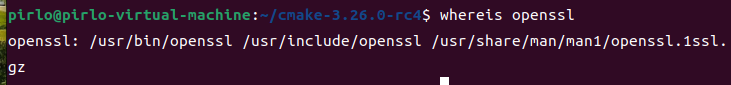 pirlo@pirlo-virtual-machine:~/cmake-3.26.0-rc4$ whereis openssl
openssl: /usr/bin/openssl /usr/include/openssl /usr/share/man/man1/openssl.1ssl.
gz